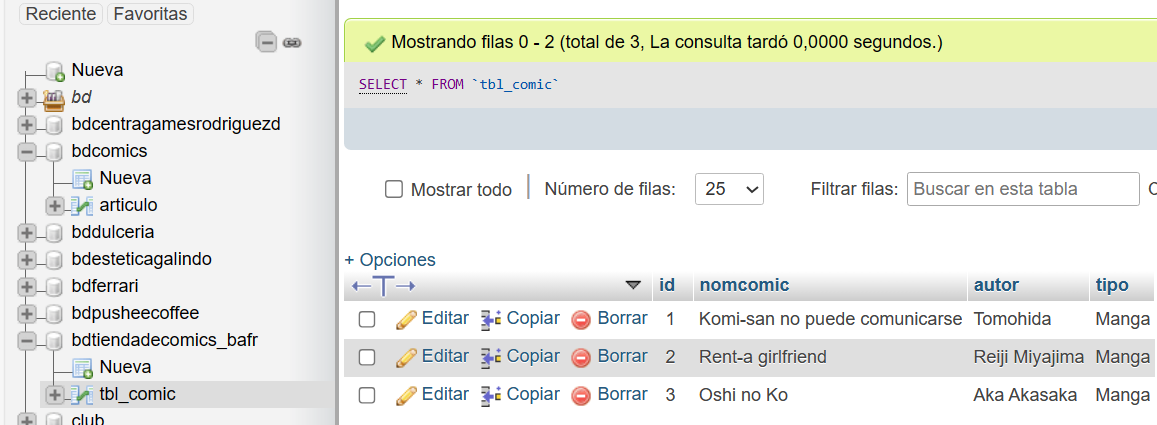 Reciente Favoritas
Nueva
bd
bdcentragamesrodriguezd
bdcomics
Nueva
articulo
bddulceria
bdesteticagalindo
bdferrari
bdpusheecoffee
bdtiendadecomics_bafr
Nueva
tbl_comic
club
Mostrando filas 0 - 2 (total de 3, La consulta tardó 0,0000 segundos.)
SELECT * FROM `tbl_comic`
Mostrar todo Número de filas: 25 Filtrar filas: Buscar en esta tabla
+ Opciones
id nomcomic autor tipo
Editar Copiar Borrar 1 Komi-san no puede comunicarse Tomohida Manga
Editar Copiar Borrar 2 Rent-a girlfriend Reiji Miyajima Manga
Editar Copiar Borrar 3 Oshi no Ko Aka Akasaka Manga